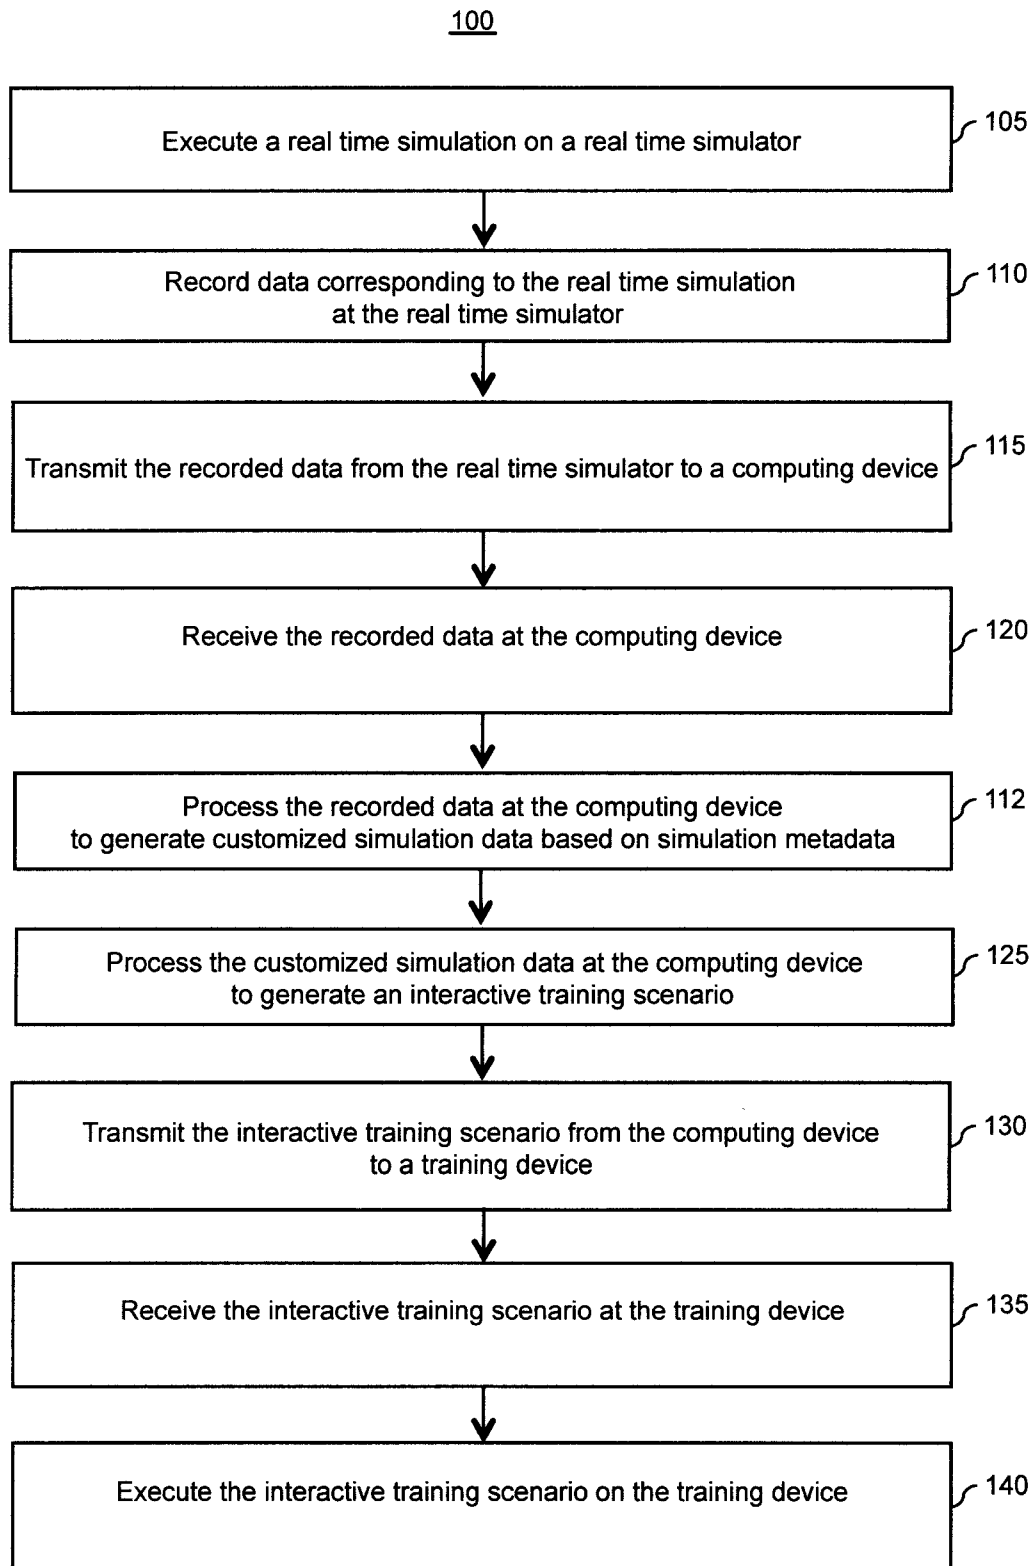 100
Execute a real time simulation on a real time simulator
105
Record data corresponding to the real time simulation
at the real time simulator
110
Transmit the recorded data from the real time simulator to a computing device
115
Receive the recorded data at the computing device
120
Process the recorded data at the computing device
to generate customized simulation data based on simulation metadata
112
Process the customized simulation data at the computing device
to generate an interactive training scenario
125
Transmit the interactive training scenario from the computing device
to a training device
130
Receive the interactive training scenario at the training device
135
Execute the interactive training scenario on the training device
140